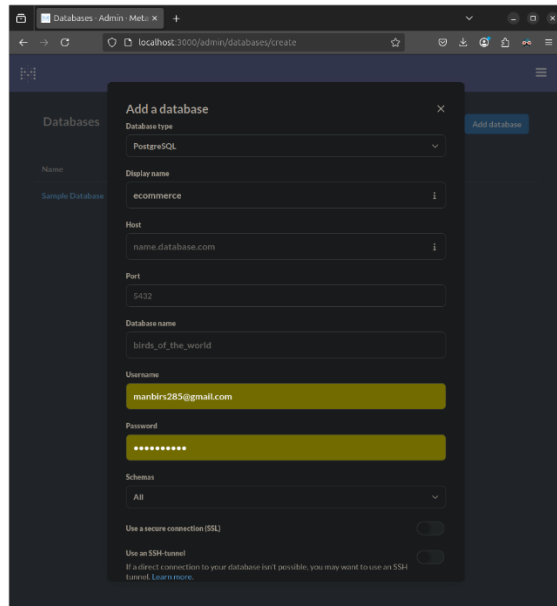 Databases · Admin · Meta
localhost:3000/admin/databases/create
Databases
Add database
Name
Sample Database
Add a database
Database type
PostgreSQL
Display name
ecommerce
Host
name.database.com
Port
5432
Database name
birds_of_the_world
Username
manbirs285@gmail.com
Password
••••••••••
Schemas
All
Use a secure connection (SSL)
Use an SSH-tunnel
If a direct connection to your database isn't possible, you may want to use an SSH
tunnel. Learn more.